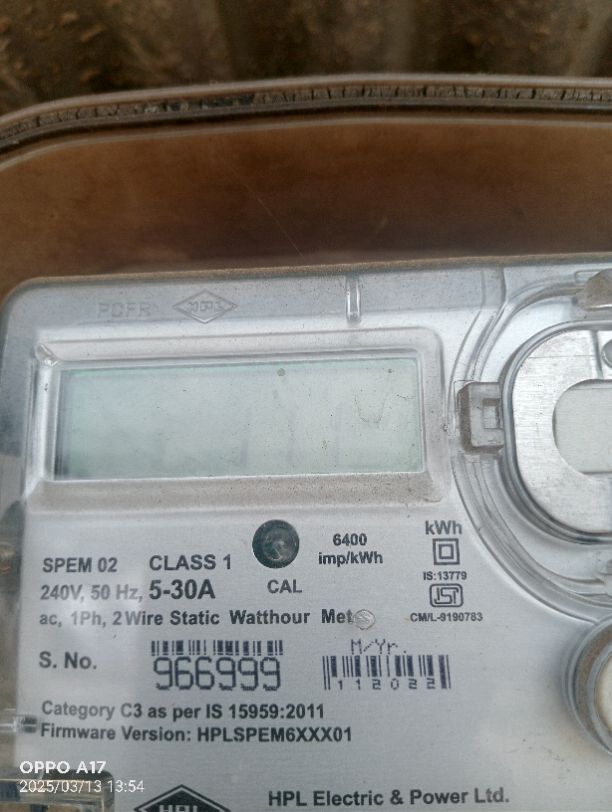 SPEM 02 CLASS 1 6400 imp/kWh kWh
240V, 50 Hz, 5-30A CAL IS:13779
ac, 1Ph, 2 Wire Static Watthour Met CM/L-9190783
M/Yr.
S. No. 966999 112022
Category C3 as per IS 15959:2011
Firmware Version: HPLSPEM6XXX01
HPL
HPL Electric & Power Ltd.
OPPO A17
2025/03/13 13:54